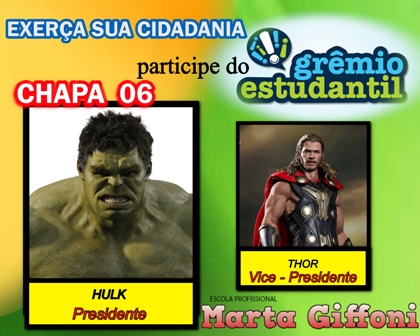 EXERÇA SUA CIDADANIA
participe do
grêmio
estudantil
CHAPA 06
HULK
Presidente
THOR
Vice - Presidente
ESCOLA PROFISSIONAL
Marta Giffoni